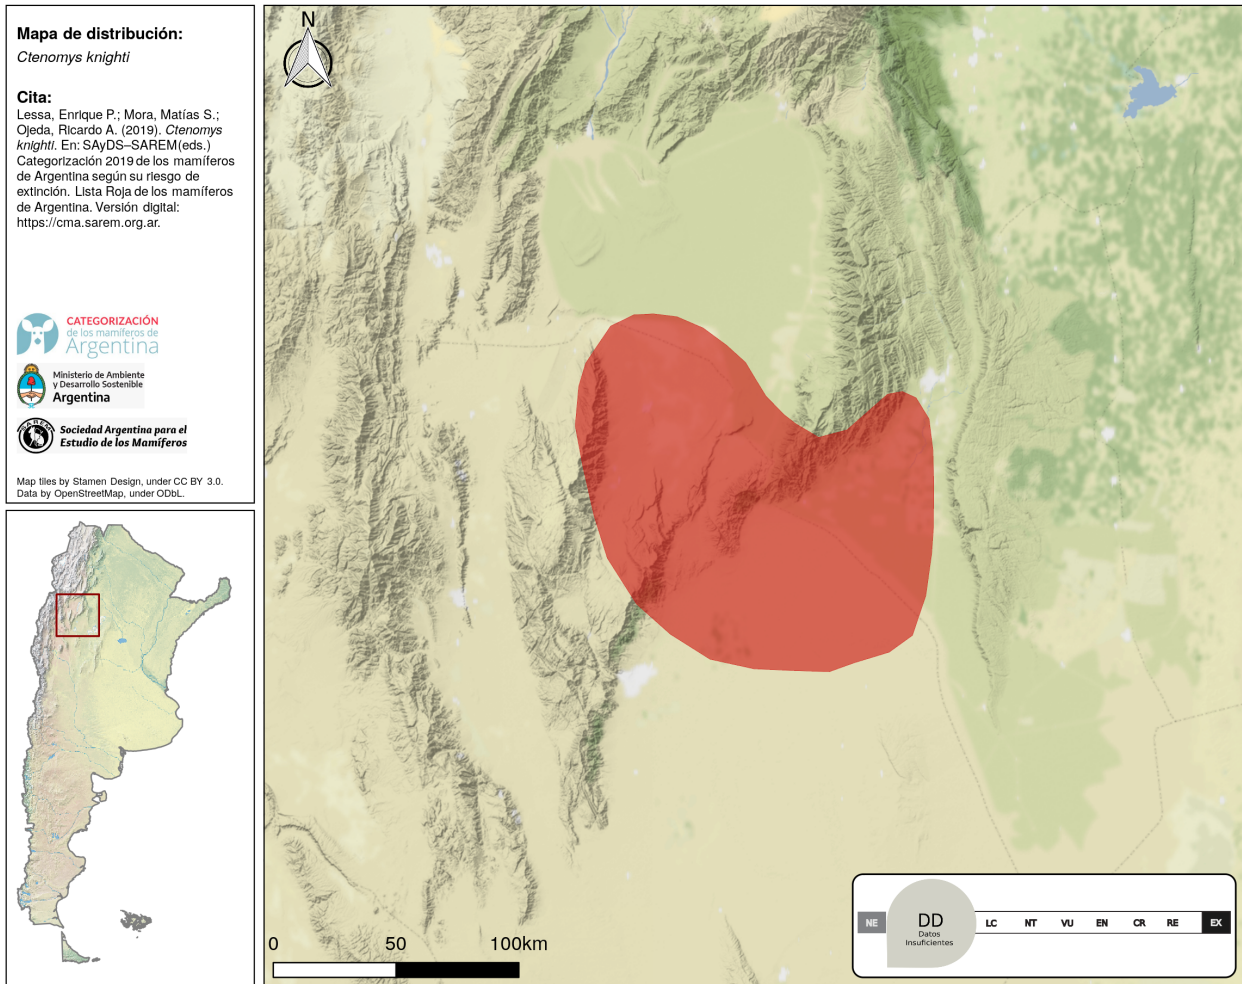 Mapa de distribución:
Ctenomys knighti
Cita:
Lessa, Enrique P.; Mora, Matías S.;
Ojeda, Ricardo A. (2019). Ctenomys
knighti. En: SAyDS–SAREM(eds.)
Categorización 2019 de los mamíferos
de Argentina según su riesgo de
extinción. Lista Roja de los mamíferos
de Argentina. Versión digital:
https://cma.sarem.org.ar.
CATEGORIZACIÓN
de los mamíferos de
Argentina
Ministerio de Ambiente
y Desarrollo Sostenible
Argentina
SAREM
Sociedad Argentina para el
Estudio de los Mamíferos
Map tiles by Stamen Design, under CC BY 3.0.
Data by OpenStreetMap, under ODbL.
N
0 50 100km
NE DD LC NT VU EN CR RE EX
Datos
Insuficientes